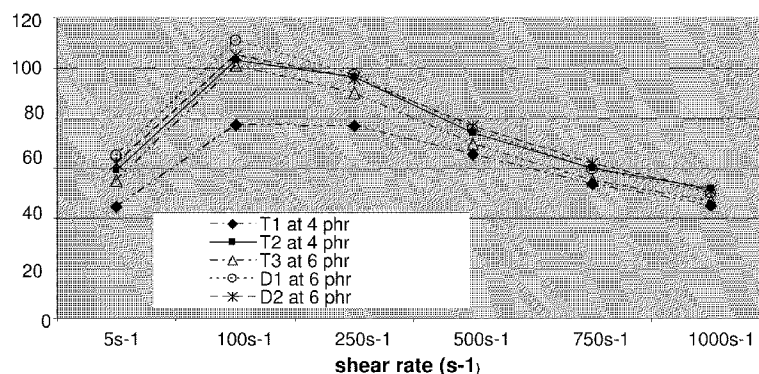 120
100
80
60
40
20
0
T1 at 4 phr
T2 at 4 phr
T3 at 6 phr
D1 at 6 phr
D2 at 6 phr
5s-1 100s-1 250s-1 500s-1 750s-1 1000s-1
shear rate (s-1)